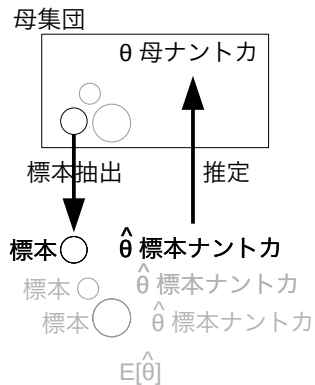 母集団
θ 母ナントカ
標本抽出
推定
標本 θ̂ 標本ナントカ
標本 θ̂ 標本ナントカ
標本 θ̂ 標本ナントカ
E[θ̂]